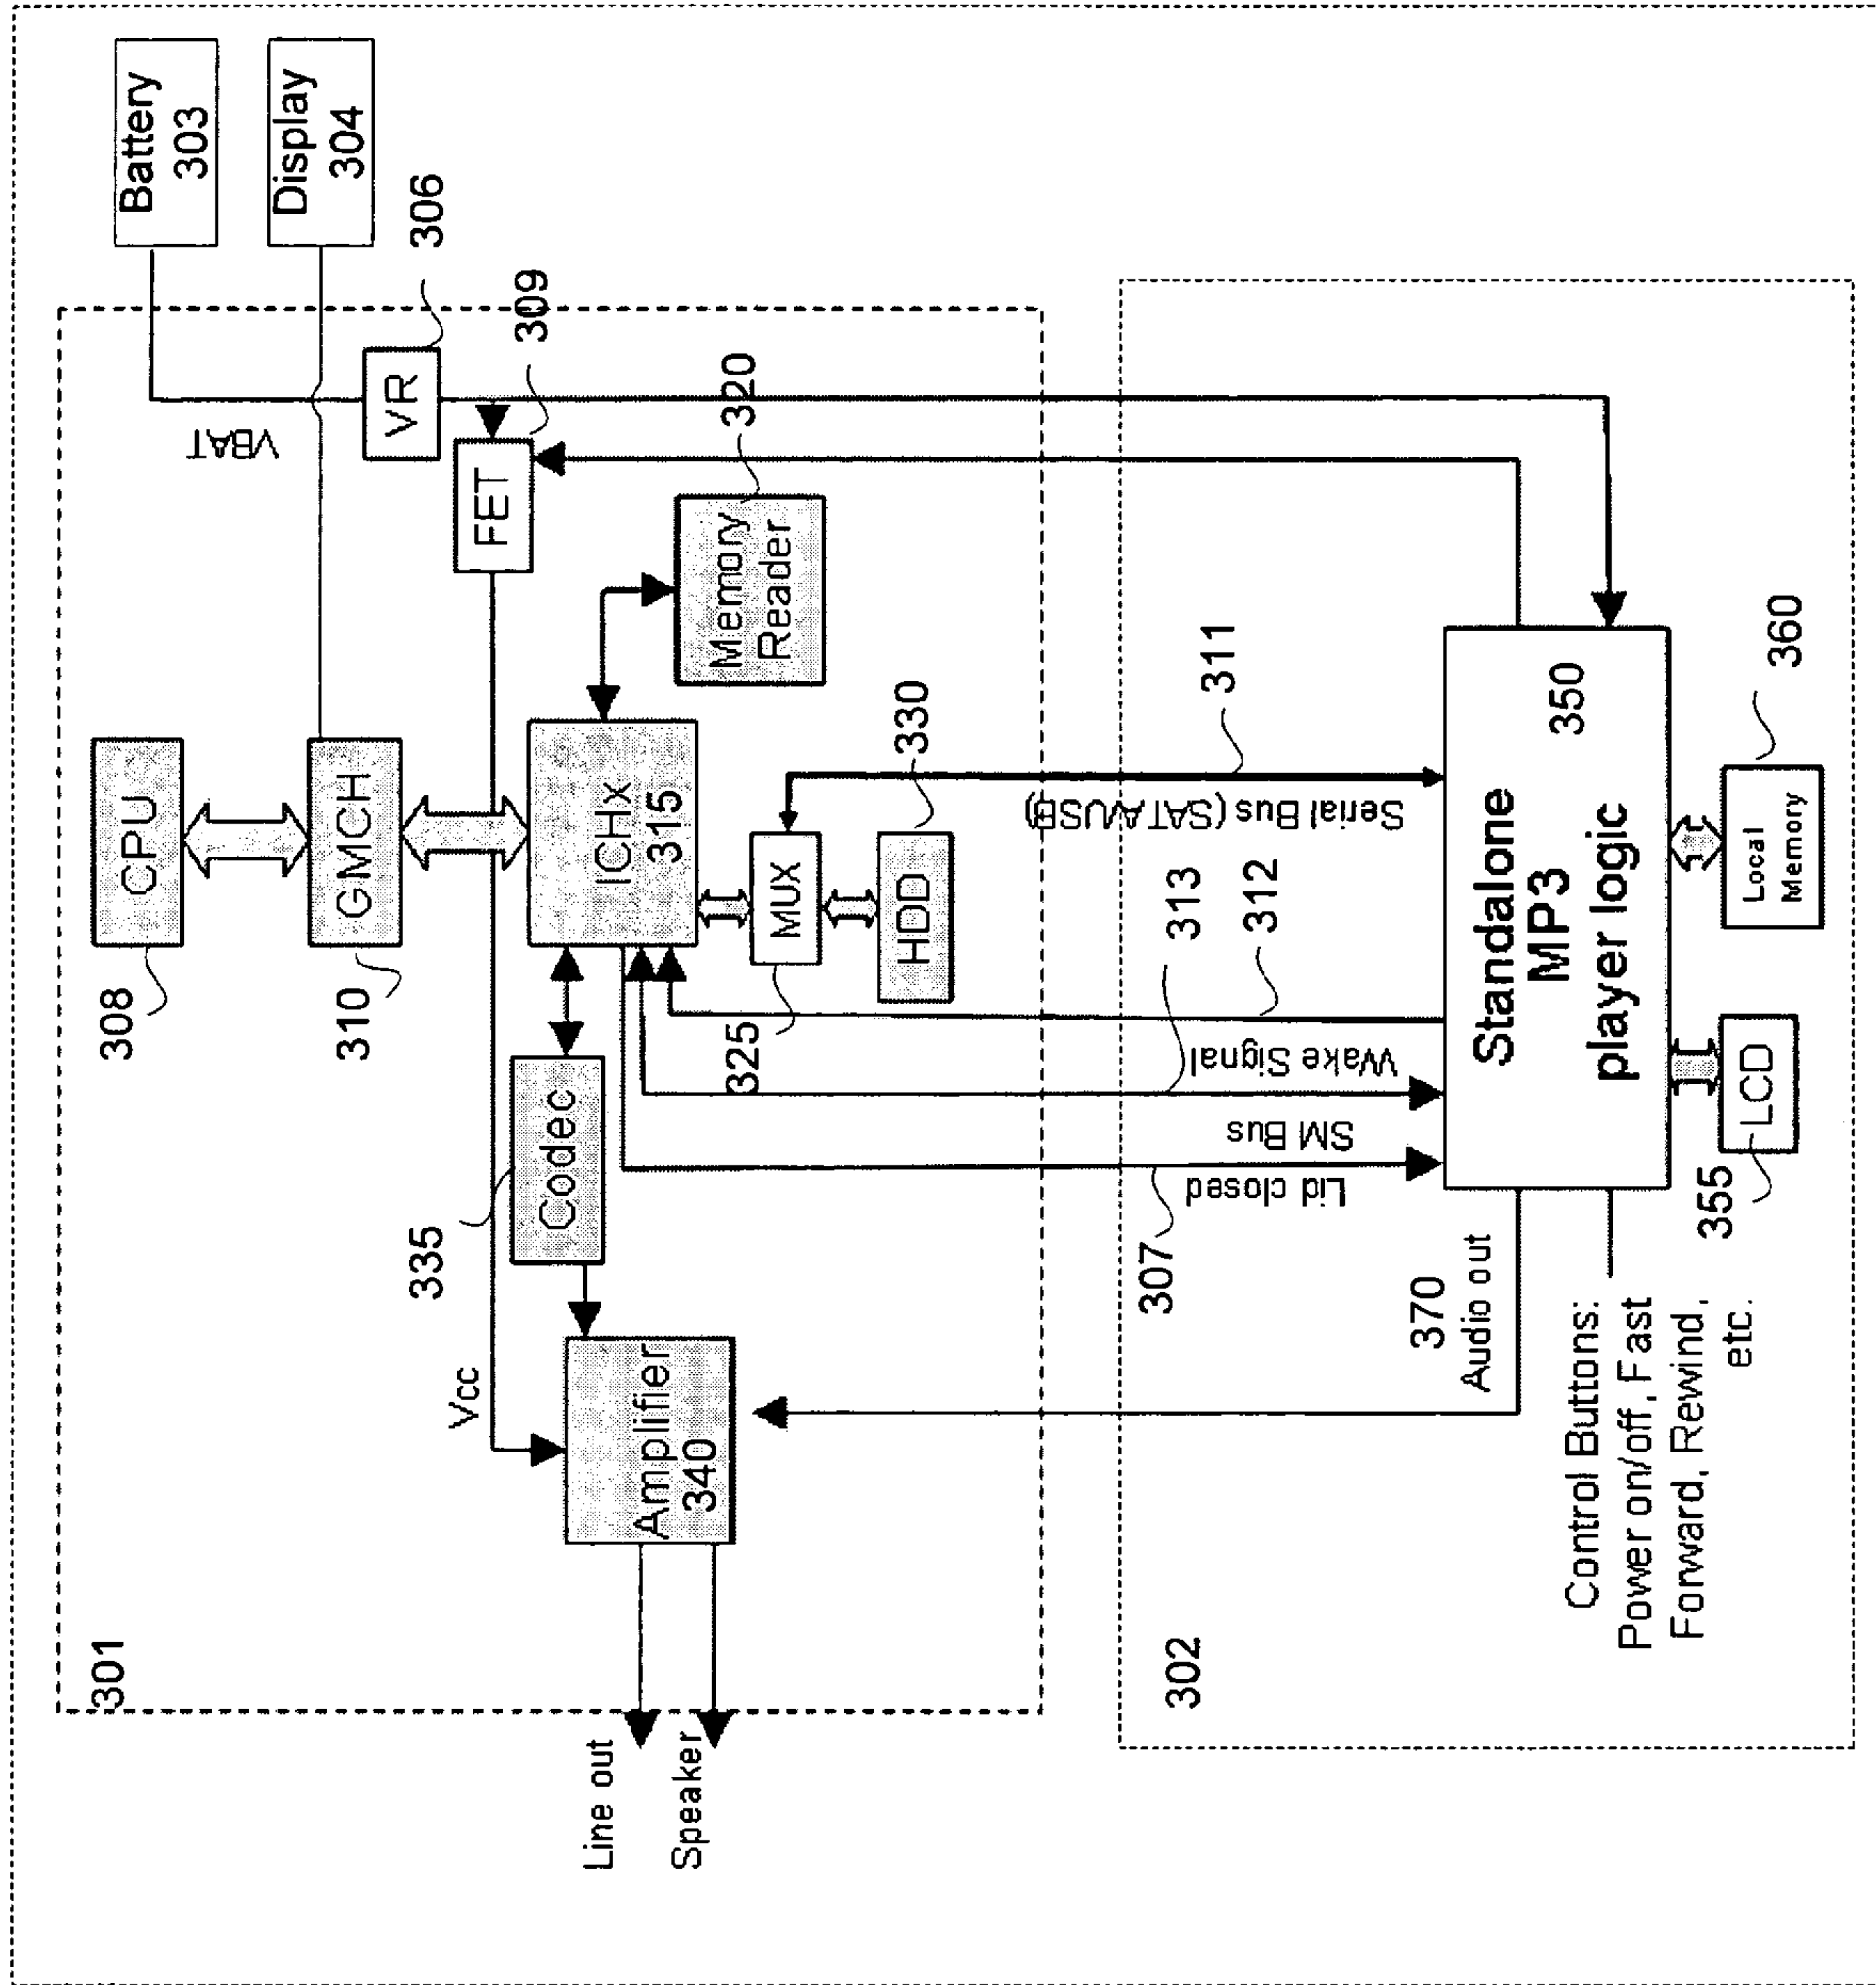 301
308
CPU
Battery
303
310
GMCH
Display
304
VBAT
VR
306
Vcc
FET
309
335
Codec
ICHx
315
Memory
Reader
320
Amplifier
340
325
MUX
HDD
330
Line out
Speaker
302
307
Lid closed
SM Bus
313
Wake Signal
312
Serial Bus (SATA/USB)
311
370
Audio out
Standalone
MP3
player logic
350
Control Buttons:
Power on/off, Fast
Forward, Rewind,
etc.
355
LCD
Local
Memory
360